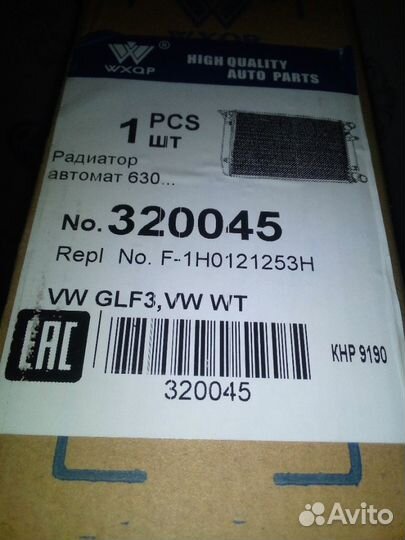 WXQP ®
HIGH QUALITY
AUTO PARTS
1 PCS
ШТ
Радиатор
автомат 630...
No. 320045
Repl No. F-1H0121253H
VW GLF3,VW WT
EAC
320045
KHP 9190
Avito